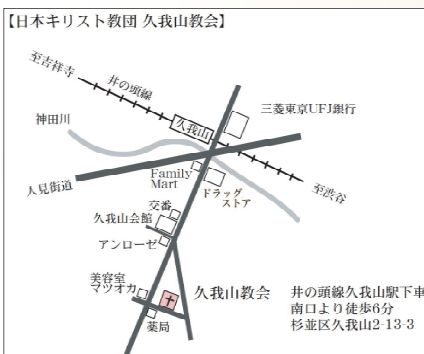 【日本キリスト教団 久我山教会】
至吉祥寺
井の頭線
神田川
久我山
三菱東京UFJ銀行
人見街道
Family
Mart
ドラッグ
ストア
至渋谷
交番
久我山会館
アンローゼ
美容室
マツオカ
久我山教会
薬局
井の頭線久我山駅下車
南口より徒歩6分
杉並区久我山2-13-3